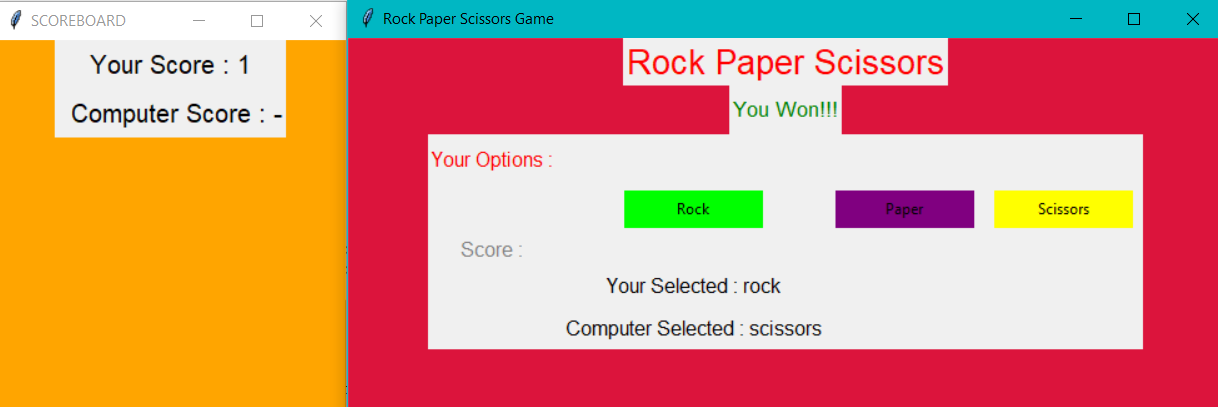 SCOREBOARD
Your Score : 1
Computer Score : -
Rock Paper Scissors Game
Rock Paper Scissors
You Won!!!
Your Options :
Rock Paper Scissors
Score :
Your Selected : rock
Computer Selected : scissors